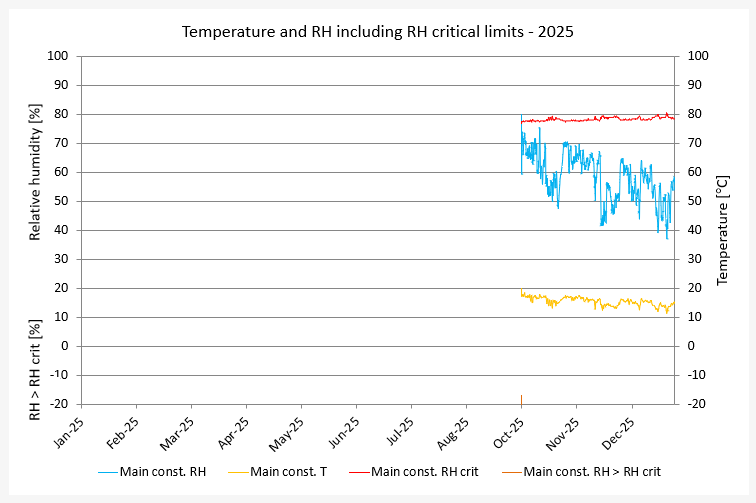 Temperature and RH including RH critical limits - 2025
Relative humidity [%]
RH > RH crit [%]
100
90
80
70
60
50
40
30
20
10
0
-10
-20
100
90
80
70
60
50
40
30
20
10
0
-10
-20
Temperature [°C]
Jan-25
Feb-25
Mar-25
Apr-25
May-25
Jun-25
Jul-25
Aug-25
Oct-25
Nov-25
Dec-25
Main const. RH
Main const. T
Main const. RH crit
Main const. RH > RH crit